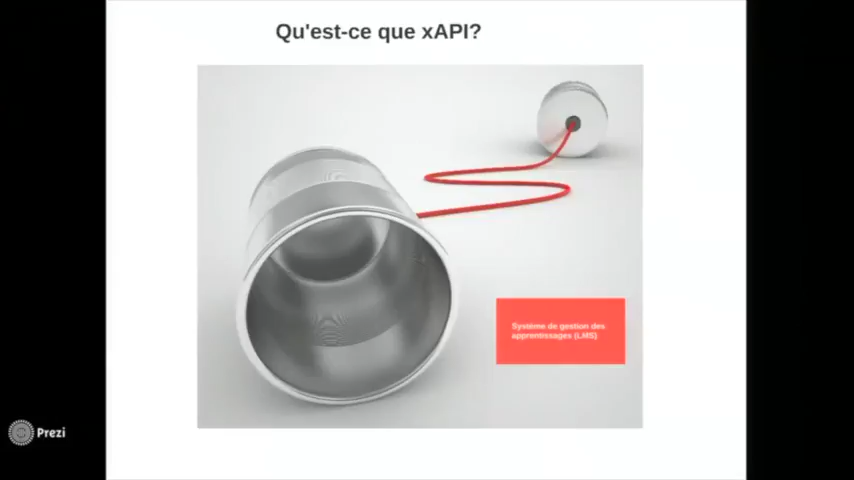 Qu'est-ce que xAPI?
Système de gestion des
apprentissages (LMS)
Prezi